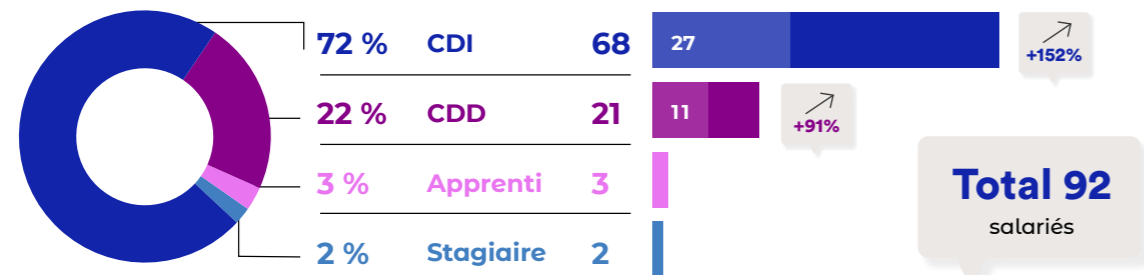 72 % CDI 68 27 +152%
22 % CDD 21 11 +91%
3 % Apprenti 3
2 % Stagiaire 2
Total 92
salariés